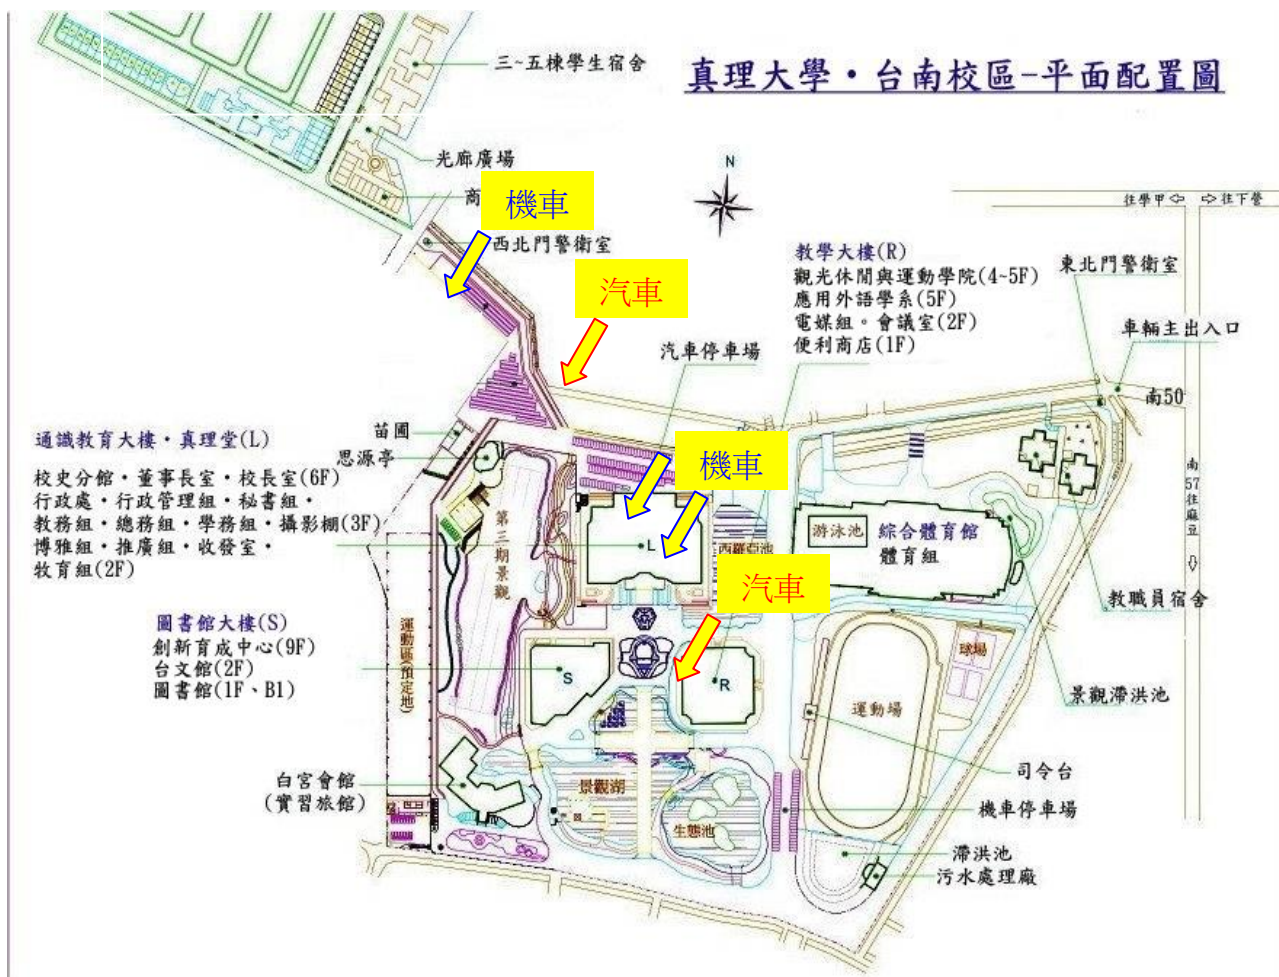 真理大學・台南校區-平面配置圖
三~五棟學生宿舍
光廊廣場
商
機車
西北門警衛室
汽車
N
往學甲 往下營
教學大樓(R)
觀光休閒與運動學院(4~5F)
應用外語學系(5F)
電媒組。會議室(2F)
便利商店(1F)
東北門警衛室
車輛主出入口
南50
南57往麻豆
汽車停車場
苗圃
思源亭
通識教育大樓・真理堂(L)
校史分館・董事長室・校長室(6F)
行政處・行政管理組・秘書組・
教務組・總務組・學務組・攝影棚(3F)
博雅組・推廣組・收發室・
牧育組(2F)
第三期景觀
機車
L
西羅亞池
汽車
游泳池
綜合體育館
體育組
教職員宿舍
圖書館大樓(S)
創新育成中心(9F)
台文館(2F)
圖書館(1F、B1)
運動區(預定地)
S
R
球場
運動場
景觀滯洪池
司令台
白宮會館
(實習旅館)
景觀湖
生態池
機車停車場
滯洪池
污水處理廠